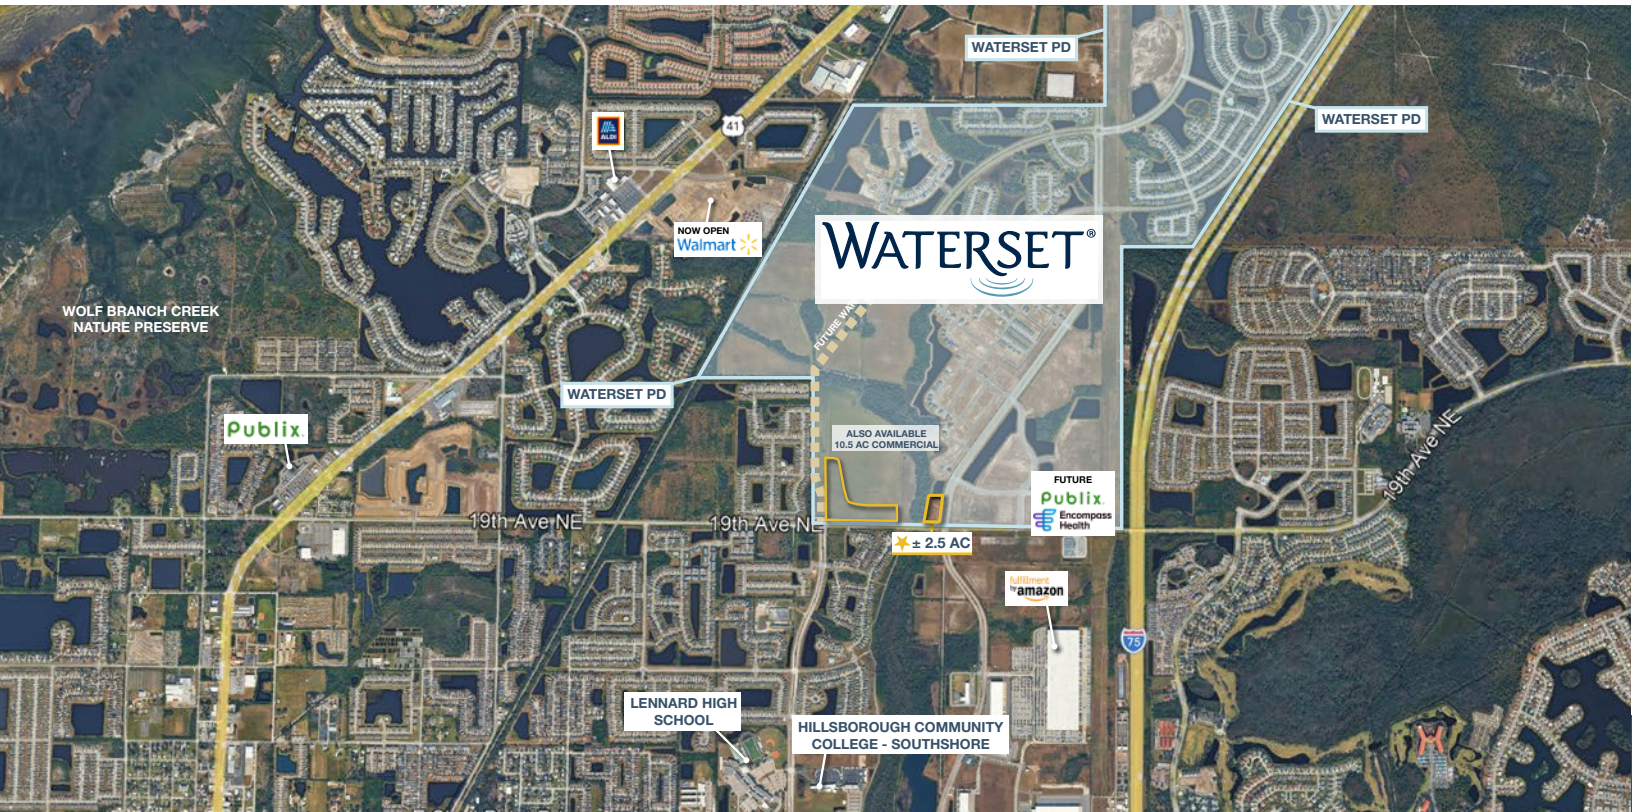 WATERSET PD
WATERSET PD
ALDI
41
NOW OPEN
Walmart
WATERSET®
WOLF BRANCH CREEK
NATURE PRESERVE
FUTURE
WATERSET PD
Publix.
ALSO AVAILABLE
10.5 AC COMMERCIAL
19th Ave NE
FUTURE
Publix.
Encompass
Health
19th Ave NE
19th Ave NE
± 2.5 AC
fulfillment
by amazon
75
LENNARD HIGH
SCHOOL
HILLSBOROUGH COMMUNITY
COLLEGE - SOUTHSHORE